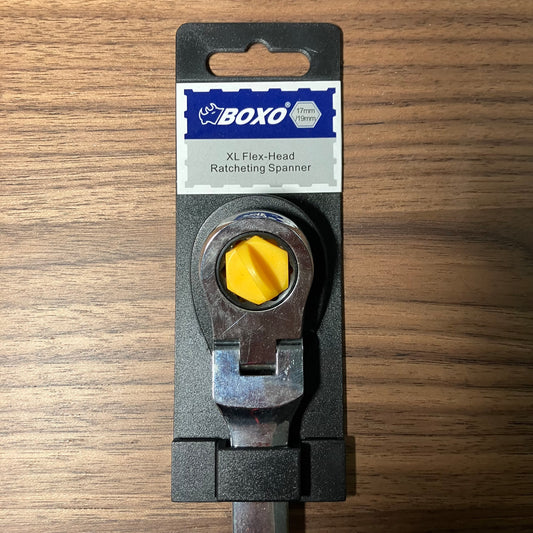 BOXO®
17mm
/19mm
XL Flex-Head
Ratcheting Spanner